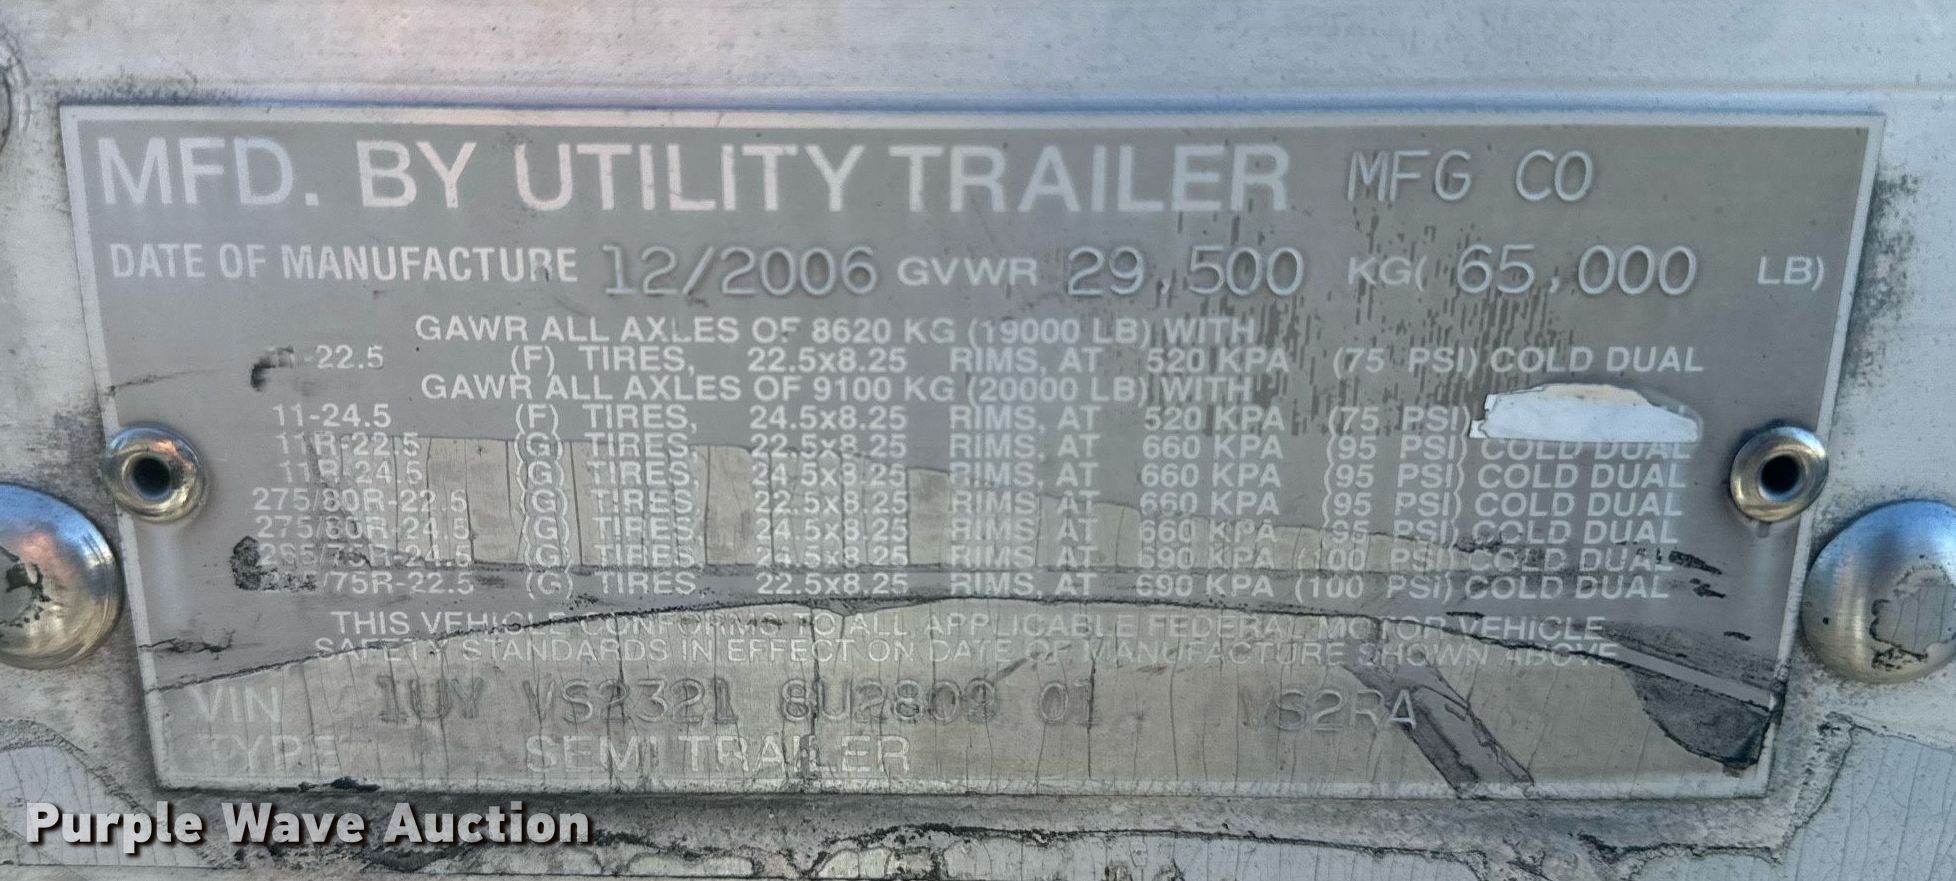 MFD. BY UTILITY TRAILER MFG CO
DATE OF MANUFACTURE 12/2006 GVWR 29,500 KG( 65,000 LB)
GAWR ALL AXLES OF 8620 KG (19000 LB) WITH
-22.5 (F) TIRES, 22.5x8.25 RIMS, AT 520 KPA (75 PSI) COLD DUAL
GAWR ALL AXLES OF 9100 KG (20000 LB) WITH
11-24.5 (F) TIRES, 24.5x8.25 RIMS, AT 520 KPA (75 PSI)
11R-22.5 (G) TIRES, 22.5x8.25 RIMS, AT 660 KPA (95 PSI) COLD DUAL
11R-24.5 (G) TIRES, 24.5x8.25 RIMS, AT 660 KPA (95 PSI) COLD DUAL
275/80R-22.5 (G) TIRES, 22.5x8.25 RIMS, AT 660 KPA (95 PSI) COLD DUAL
275/80R-24.5 (G) TIRES, 24.5x8.25 RIMS, AT 660 KPA (95 PSI) COLD DUAL
285/75R-24.5 (G) TIRES, 24.5x8.25 RIMS, AT 690 KPA (100 PSI) COLD DUAL
/75R-22.5 (G) TIRES, 22.5x8.25 RIMS, AT 690 KPA (100 PSI) COLD DUAL
THIS VEHICLE CONFORMS TO ALL APPLICABLE FEDERAL MOTOR VEHICLE
SAFETY STANDARDS IN EFFECT ON DATE OF MANUFACTURE SHOWN ABOVE
VIN 1UY VS2321 8U2809 01 VS2RA
TYPE SEMI TRAILER
Purple Wave Auction